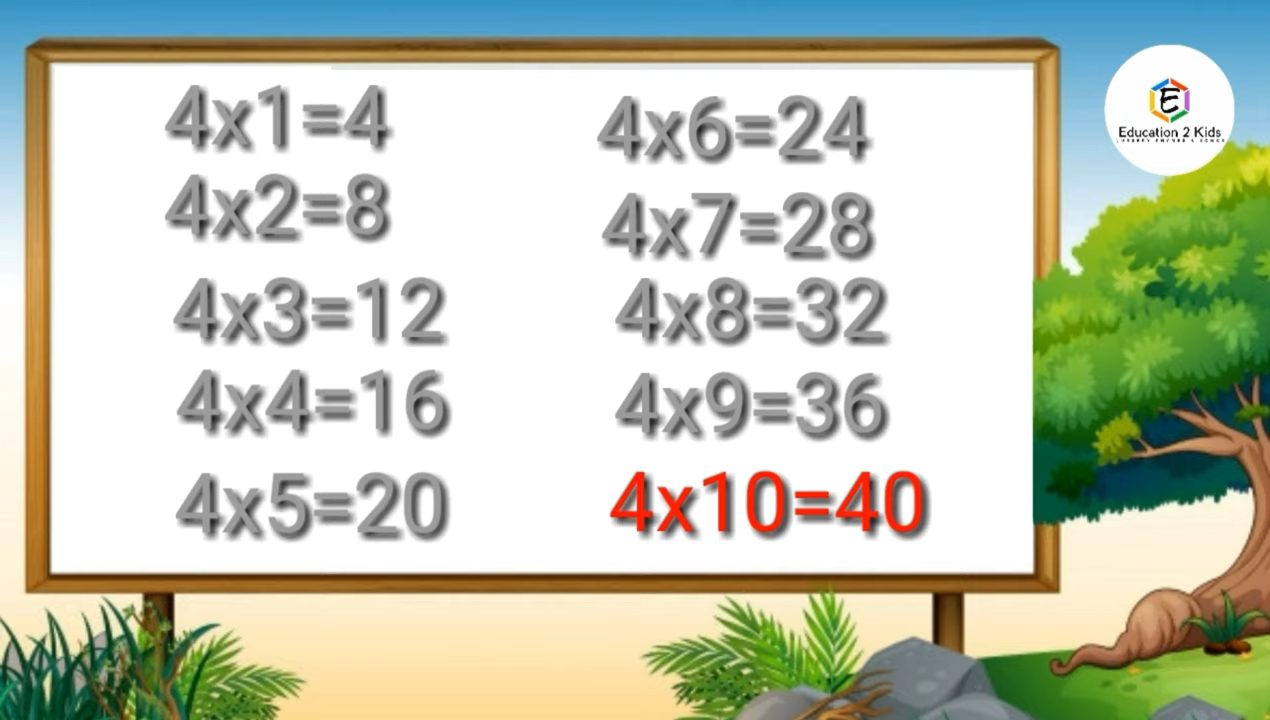 4x1=4
4x2=8
4x3=12
4x4=16
4x5=20
4x6=24
4x7=28
4x8=32
4x9=36
4x10=40
Education 2 Kids